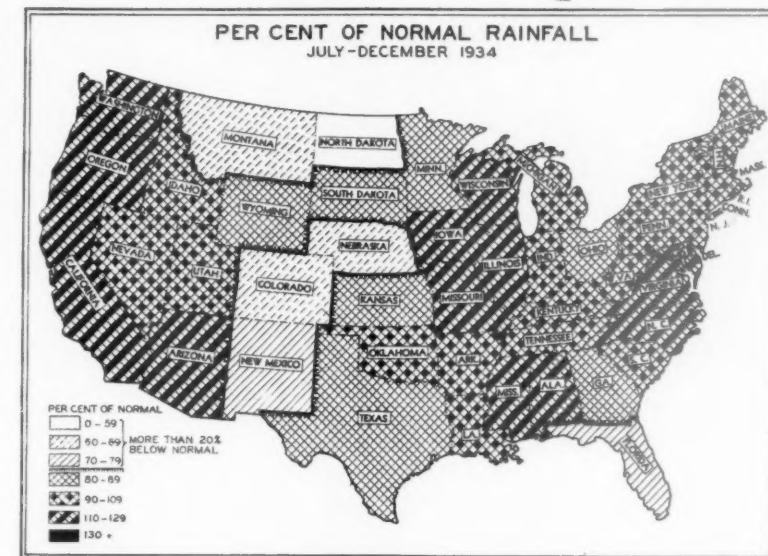 PER CENT OF NORMAL RAINFALL
JULY-DECEMBER 1934
WASHINGTON
MONTANA
NORTH DAKOTA
MINN.
OREGON
IDAHO
SOUTH DAKOTA
WISCONSIN
MICHIGAN
NEW YORK
MASS.
R.I.
CONN.
WYOMING
N. J.
NEVADA
UTAH
NEBRASKA
IOWA
ILLINOIS
IND.
OHIO
PENN.
DEL.
CALIFORNIA
COLORADO
KANSAS
MISSOURI
KENTUCKY
VIRGINIA
ARIZONA
NEW MEXICO
OKLAHOMA
ARK.
TENNESSEE
N. C.
TEXAS
LA.
MISS.
ALA.
GA.
FLORIDA
PER CENT OF NORMAL
0-59
60-69
70-79
MORE THAN 20%
BELOW NORMAL
80-89
90-109
110-129
130 +